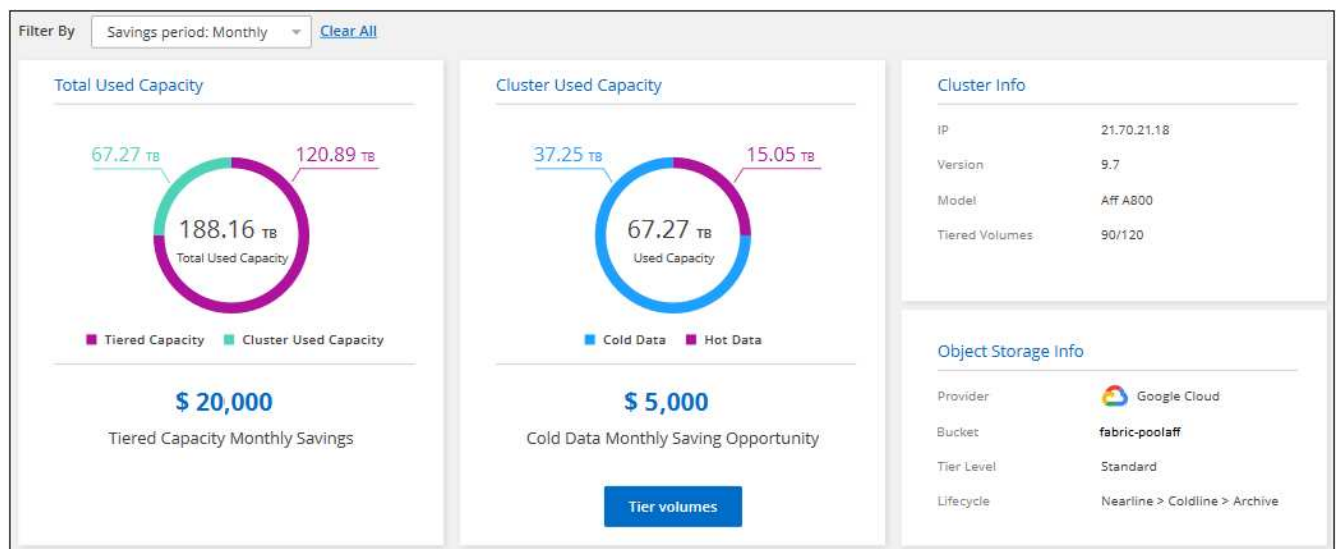 Filter By
Savings period: Monthly
Clear All
Total Used Capacity
67.27 TB
120.89 TB
188.16 TB
Total Used Capacity
Tiered Capacity
Cluster Used Capacity
$ 20,000
Tiered Capacity Monthly Savings
Cluster Used Capacity
37.25 TB
15.05 TB
67.27 TB
Used Capacity
Cold Data
Hot Data
$ 5,000
Cold Data Monthly Saving Opportunity
Tier volumes
Cluster Info
IP 21.70.21.18
Version 9.7
Model Aff A800
Tiered Volumes 90/120
Object Storage Info
Provider Google Cloud
Bucket fabric-poolaff
Tier Level Standard
Lifecycle Nearline > Coldline > Archive